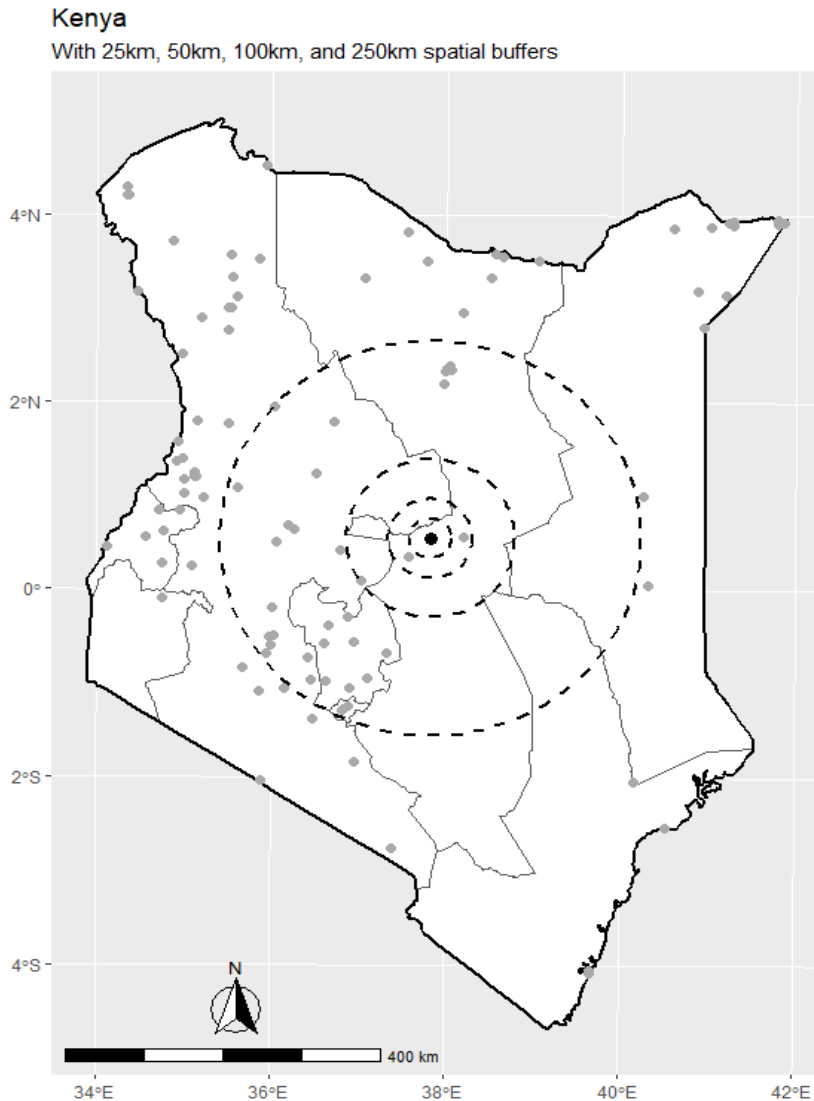 Kenya
With 25km, 50km, 100km, and 250km spatial buffers
4°N
2°N
0°
2°S
4°S
N
400 km
34°E
36°E
38°E
40°E
42°E